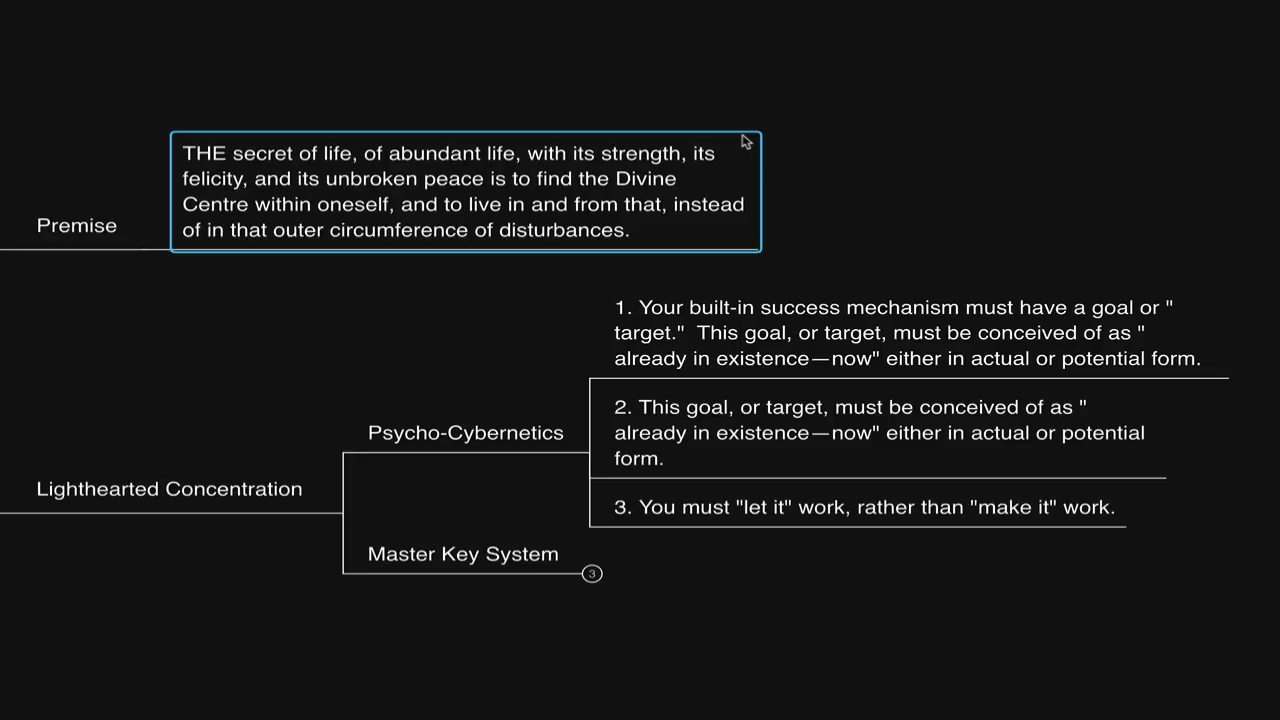 THE secret of life, of abundant life, with its strength, its
felicity, and its unbroken peace is to find the Divine
Centre within oneself, and to live in and from that, instead
of in that outer circumference of disturbances.
Premise
1. Your built-in success mechanism must have a goal or "
target."  This goal, or target, must be conceived of as "
already in existence—now" either in actual or potential form.
2. This goal, or target, must be conceived of as "
already in existence—now" either in actual or potential
form.
Psycho-Cybernetics
Lighthearted Concentration
3. You must "let it" work, rather than "make it" work.
Master Key System
3